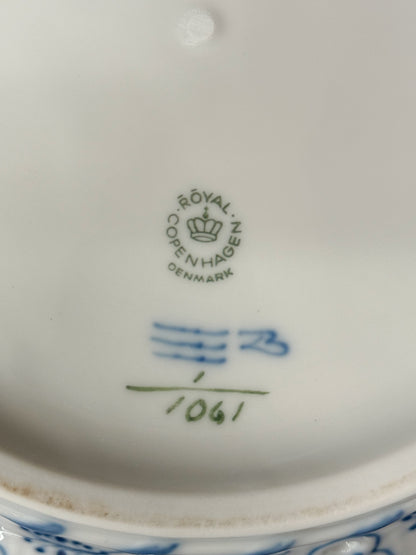 ROYAL
COPENHAGEN
DENMARK
1
1061